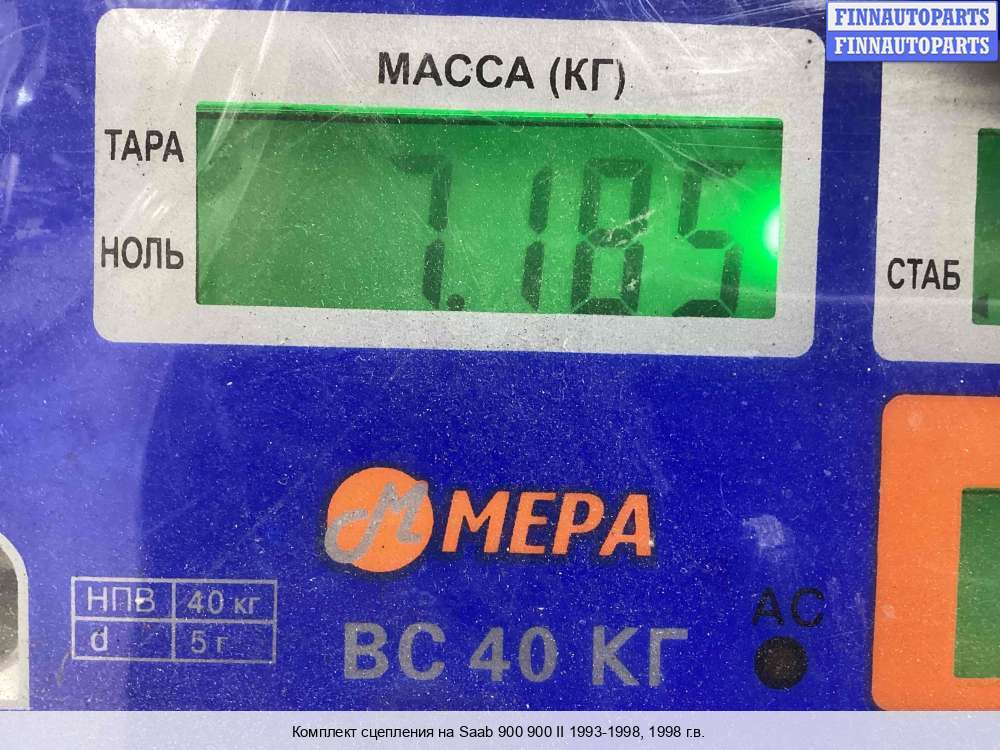 FINNAUTOPARTS
FINNAUTOPARTS
МАССА (КГ)
ТАРА
7.185
НОЛЬ
СТАБ
М МЕРА
НПВ 40 кг
d 5 г
ВС 40 КГ
AC
Комплект сцепления на Saab 900 900 II 1993-1998, 1998 г.в.